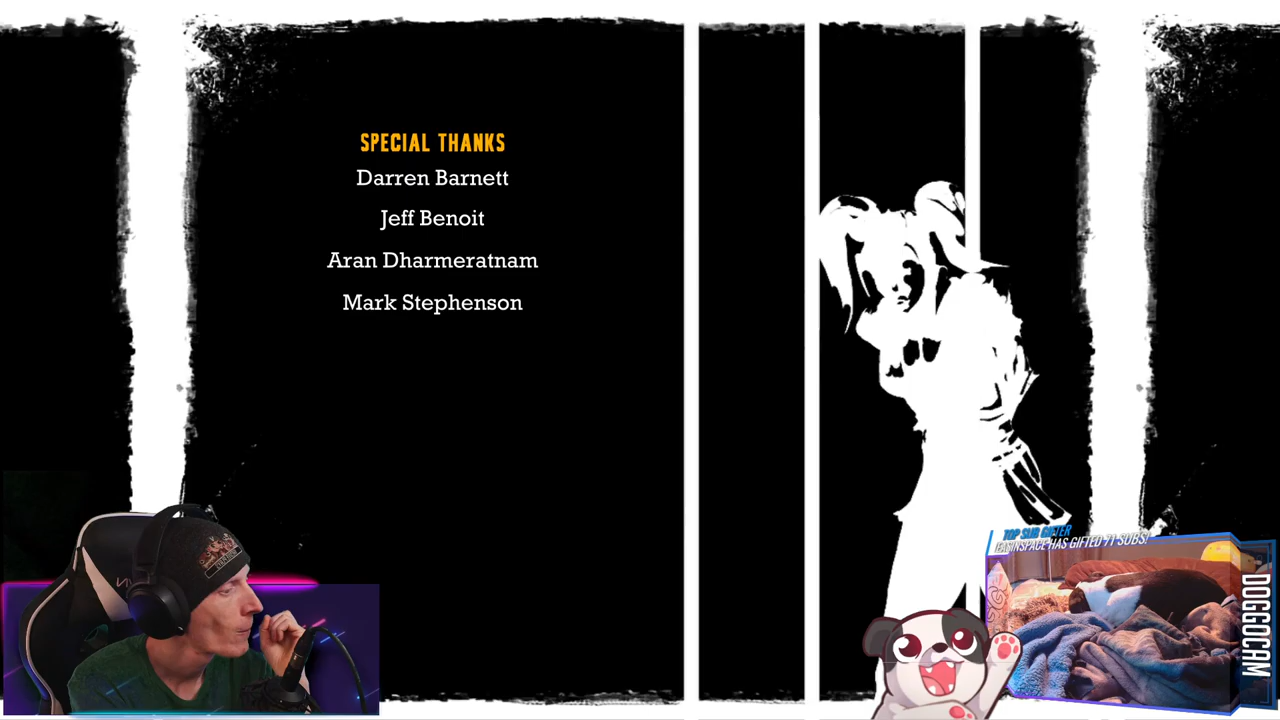 SPECIAL THANKS
Darren Barnett
Jeff Benoit
Aran Dharmeratnam
Mark Stephenson
TOP SUB GIFTER
HAS GIFTED 71 SUBS!
DOGGOCAM